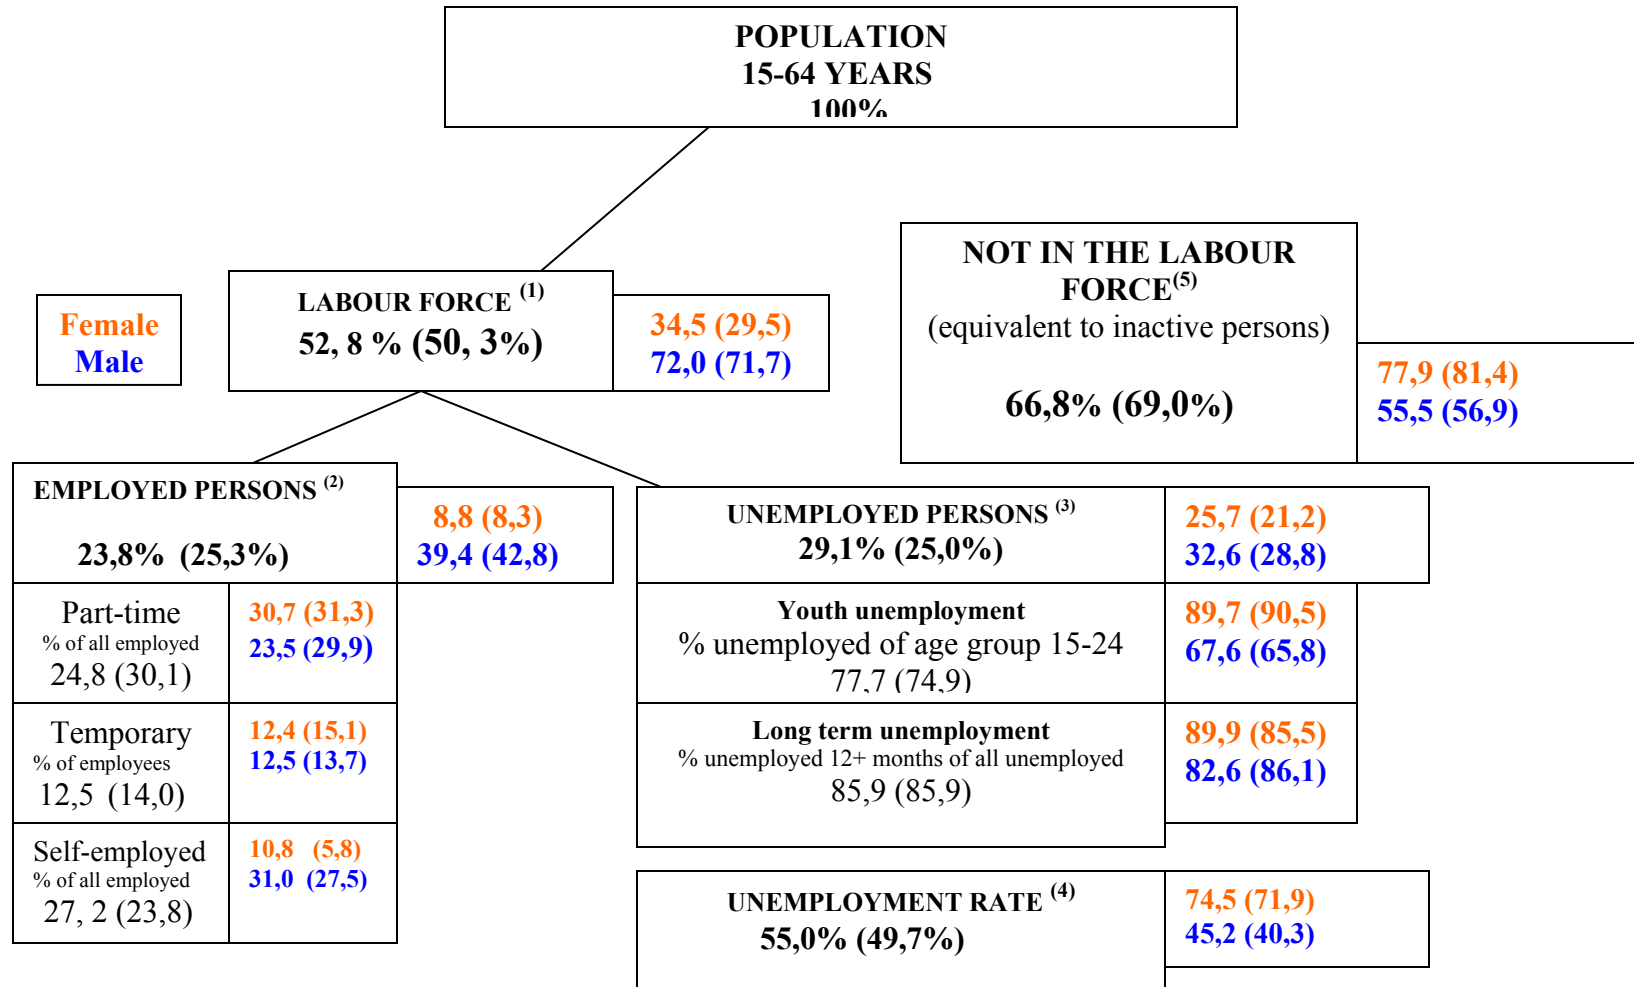 POPULATION
15-64 YEARS
100%
NOT IN THE LABOUR
FORCE(5)
(equivalent to inactive persons)
66,8% (69,0%)
77,9 (81,4)
55,5 (56,9)
Female
Male
LABOUR FORCE (1)
52, 8 % (50, 3%)
34,5 (29,5)
72,0 (71,7)
EMPLOYED PERSONS (2)
23,8% (25,3%)
8,8 (8,3)
39,4 (42,8)
Part-time
% of all employed
24,8 (30,1)
30,7 (31,3)
23,5 (29,9)
Temporary
% of employees
12,5 (14,0)
12,4 (15,1)
12,5 (13,7)
Self-employed
% of all employed
27, 2 (23,8)
10,8 (5,8)
31,0 (27,5)
UNEMPLOYED PERSONS (3)
29,1% (25,0%)
25,7 (21,2)
32,6 (28,8)
Youth unemployment
% unemployed of age group 15-24
77,7 (74,9)
89,7 (90,5)
67,6 (65,8)
Long term unemployment
% unemployed 12+ months of all unemployed
85,9 (85,9)
89,9 (85,5)
82,6 (86,1)
UNEMPLOYMENT RATE (4)
55,0% (49,7%)
74,5 (71,9)
45,2 (40,3)